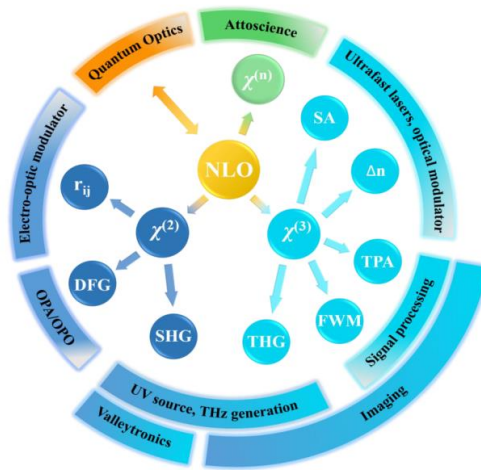 Quantum Optics
Attoscience
Ultrafast lasers, optical modulator
Electro-optic modulator
χ(n)
SA
NLO
Δn
rij
χ(2)
χ(3)
TPA
DFG
FWM
SHG
THG
OPA/OPO
Signal processing
UV source, THz generation
Imaging
Valleytronics